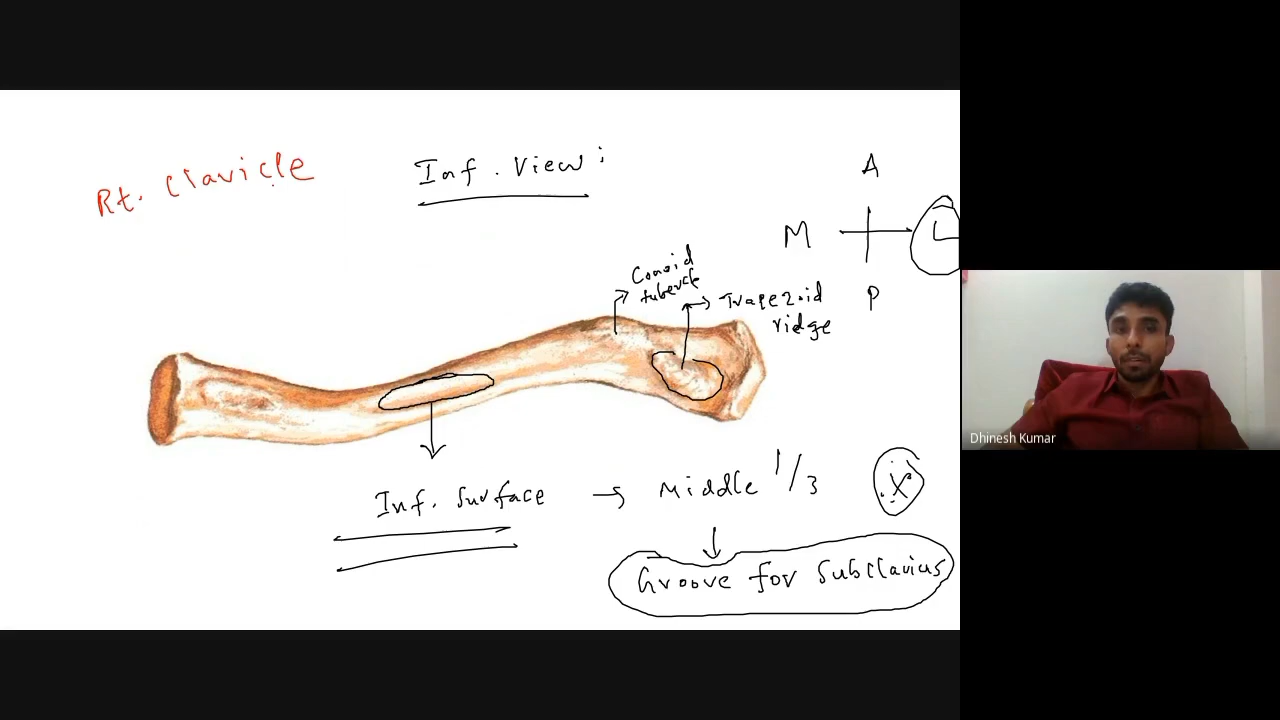 Rt. Clavicle
Inf. View:
A
M
L
P
Conoid
tubercle
Trapezoid
ridge
Inf. Surface → Middle 1/3
Groove for Subclavius
Dhinesh Kumar